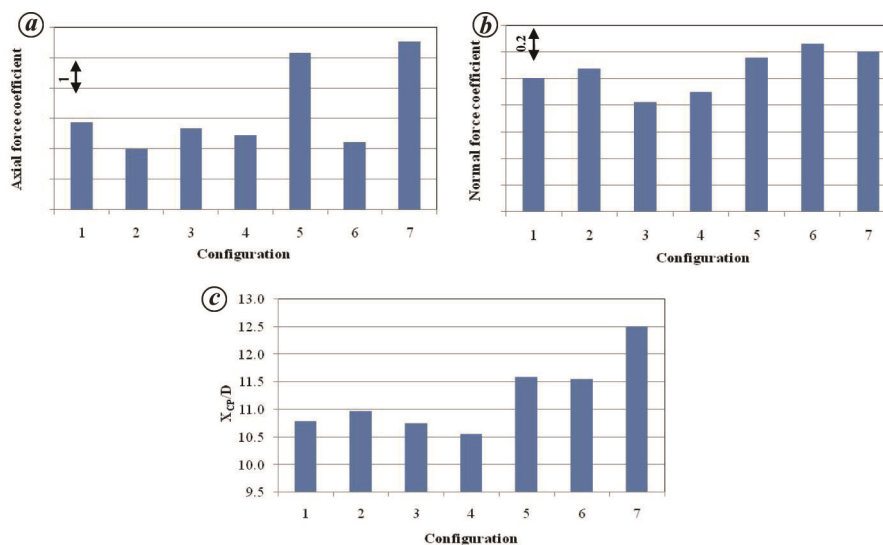 a
Axial force coefficient
1
1 2 3 4 5 6 7
Configuration
b
Normal force coefficient
0.2
1 2 3 4 5 6 7
Configuration
c
X_CP/D
13.0
12.5
12.0
11.5
11.0
10.5
10.0
9.5
1 2 3 4 5 6 7
Configuration